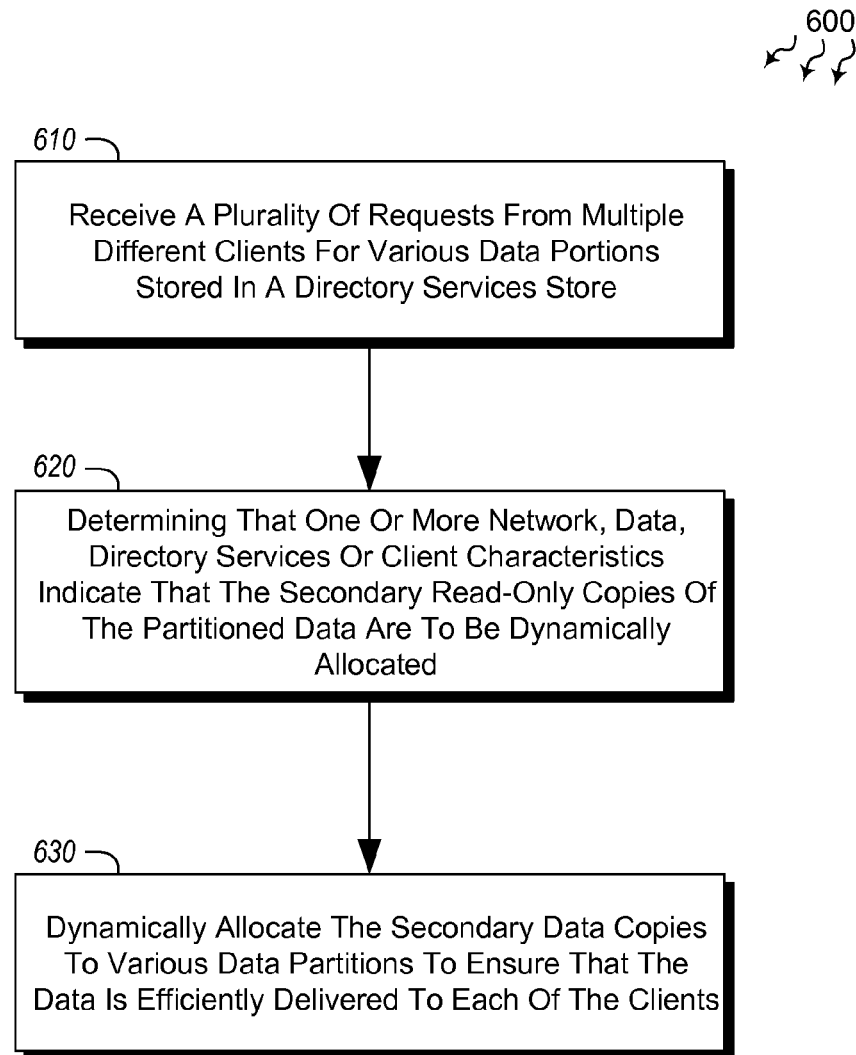 600
610
Receive A Plurality Of Requests From Multiple
Different Clients For Various Data Portions
Stored In A Directory Services Store
620
Determining That One Or More Network, Data,
Directory Services Or Client Characteristics
Indicate That The Secondary Read-Only Copies Of
The Partitioned Data Are To Be Dynamically
Allocated
630
Dynamically Allocate The Secondary Data Copies
To Various Data Partitions To Ensure That The
Data Is Efficiently Delivered To Each Of The Clients